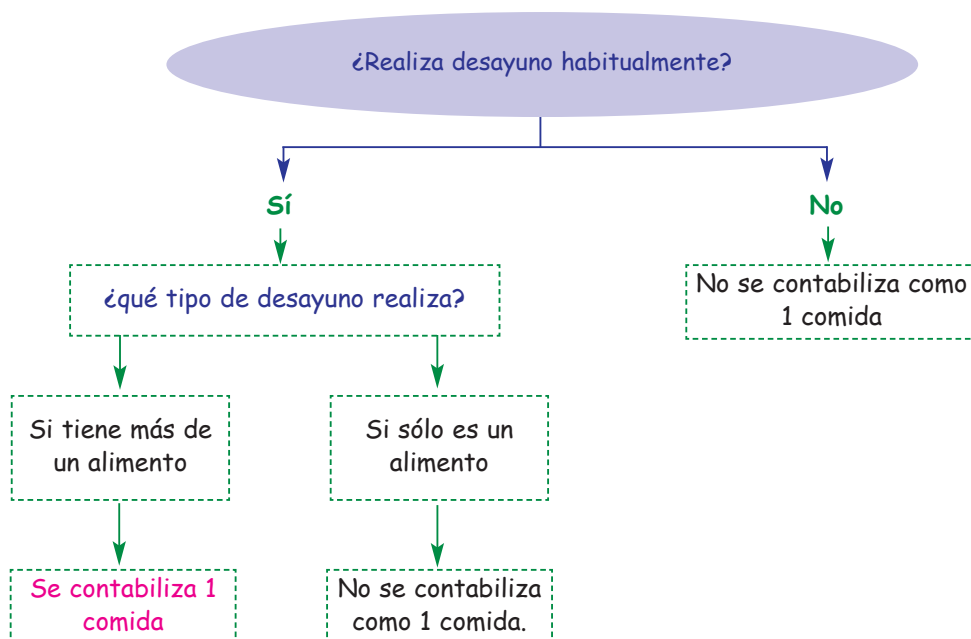 ¿Realiza desayuno habitualmente?
Sí
No
¿qué tipo de desayuno realiza?
No se contabiliza como
1 comida
Si tiene más de
un alimento
Si sólo es un
alimento
Se contabiliza 1
comida
No se contabiliza
como 1 comida.